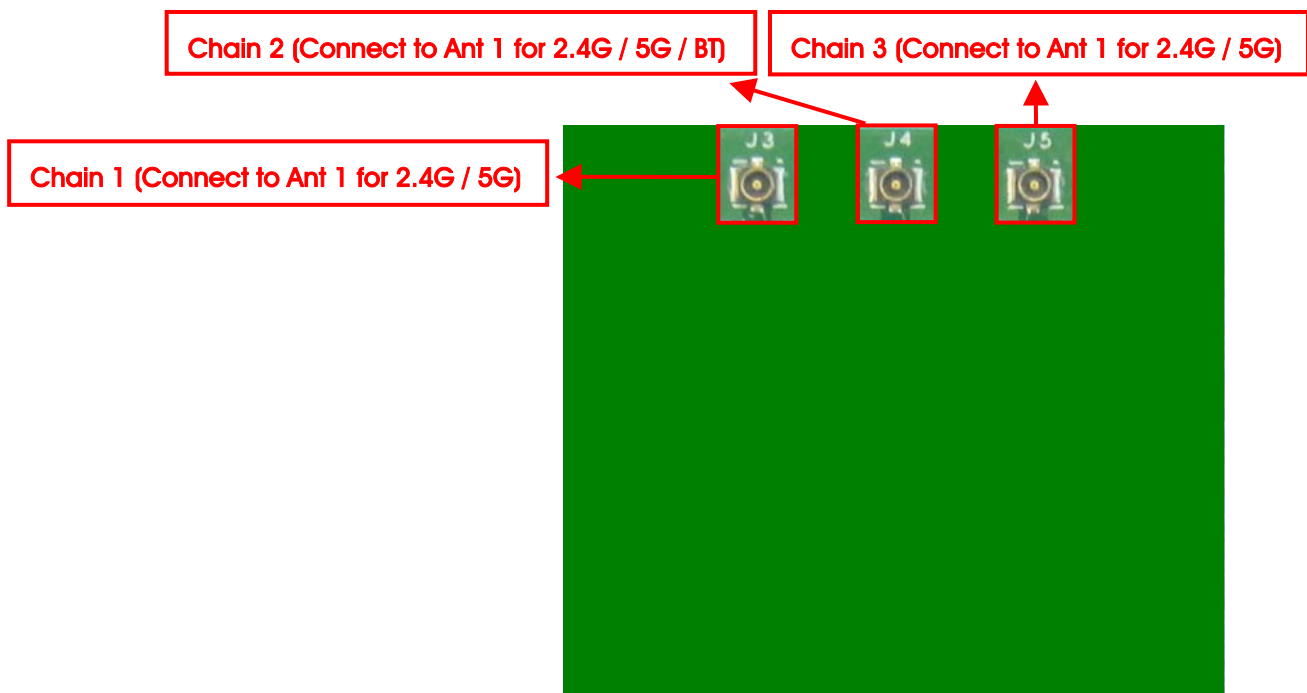 Chain 2 (Connect to Ant 1 for 2.4G / 5G / BT)
Chain 3 (Connect to Ant 1 for 2.4G / 5G)
J3
J4
J5
Chain 1 (Connect to Ant 1 for 2.4G / 5G)